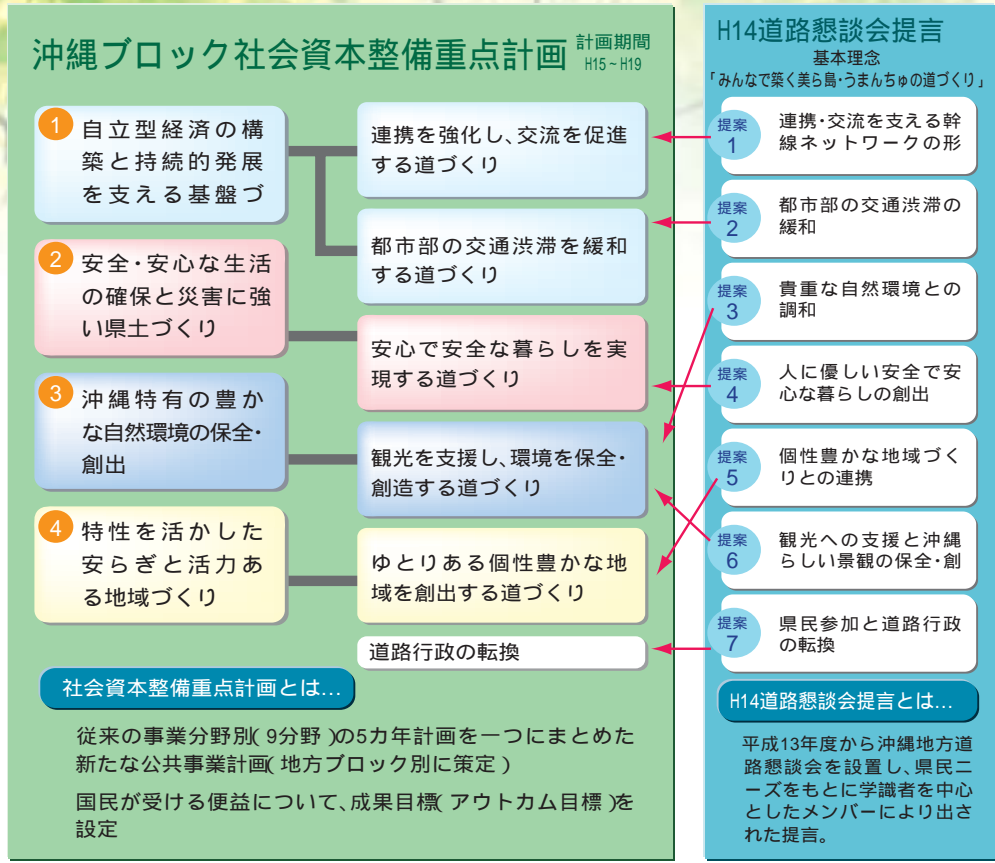 沖縄ブロック社会資本整備重点計画
計画期間
H15~H19
1
自立型経済の構
築と持続的発展
を支える基盤づ
2
安全・安心な生活
の確保と災害に強
い県土づくり
3
沖縄特有の豊か
な自然環境の保全・
創出
4
特性を活かした
安らぎと活力あ
る地域づくり
連携を強化し、交流を促進
する道づくり
都市部の交通渋滞を緩和
する道づくり
安心で安全な暮らしを実
現する道づくり
観光を支援し、環境を保全・
創造する道づくり
ゆとりある個性豊かな地
域を創出する道づくり
道路行政の転換
社会資本整備重点計画とは…
従来の事業分野別(9分野)の5カ年計画を一つにまとめた
新たな公共事業計画(地方ブロック別に策定)
国民が受ける便益について、成果目標(アウトカム目標)を
設定
H14道路懇談会提言
基本理念
「みんなで築く美ら島・うまんちゅの道づくり」
提案
1
連携・交流を支える幹
線ネットワークの形
提案
2
都市部の交通渋滞の
緩和
提案
3
貴重な自然環境との
調和
提案
4
人に優しい安全で安
心な暮らしの創出
提案
5
個性豊かな地域づく
りとの連携
提案
6
観光への支援と沖縄
らしい景観の保全・創
提案
7
県民参加と道路行政
の転換
H14道路懇談会提言とは…
平成13年度から沖縄地方道
路懇談会を設置し、県民ニ
ーズをもとに学識者を中心
としたメンバーにより出さ
れた提言。